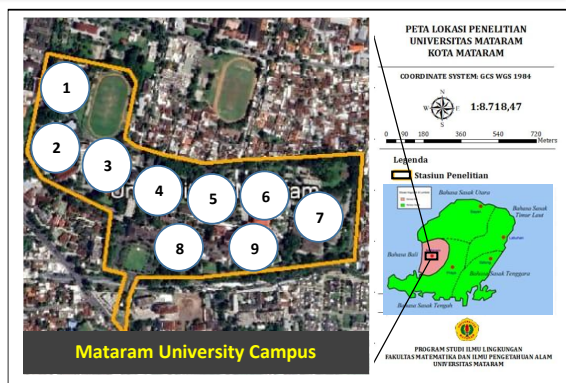 1
2
3
4
5
6
7
8
9
Mataram University Campus
PETA LOKASI PENELITIAN
UNIVERSITAS MATARAM
KOTA MATARAM
COORDINATE SYSTEM: GCS WGS 1984
N
W E
S
1:8.718,47
0 90 180 360 540 720
Meters
Legenda
Stasiun Penelitian
Bahasa Sasak Utara
Bahasa Sasak
Timur Laut
Bahasa Bali
Bahasa Sasak Tenggara
Bahasa Sasak Tengah
PROGRAM STUDI ILMU LINGKUNGAN
FAKULTAS MATEMATIKA DAN ILMU PENGETAHUAN ALAM
UNIVERSITAS MATARAM